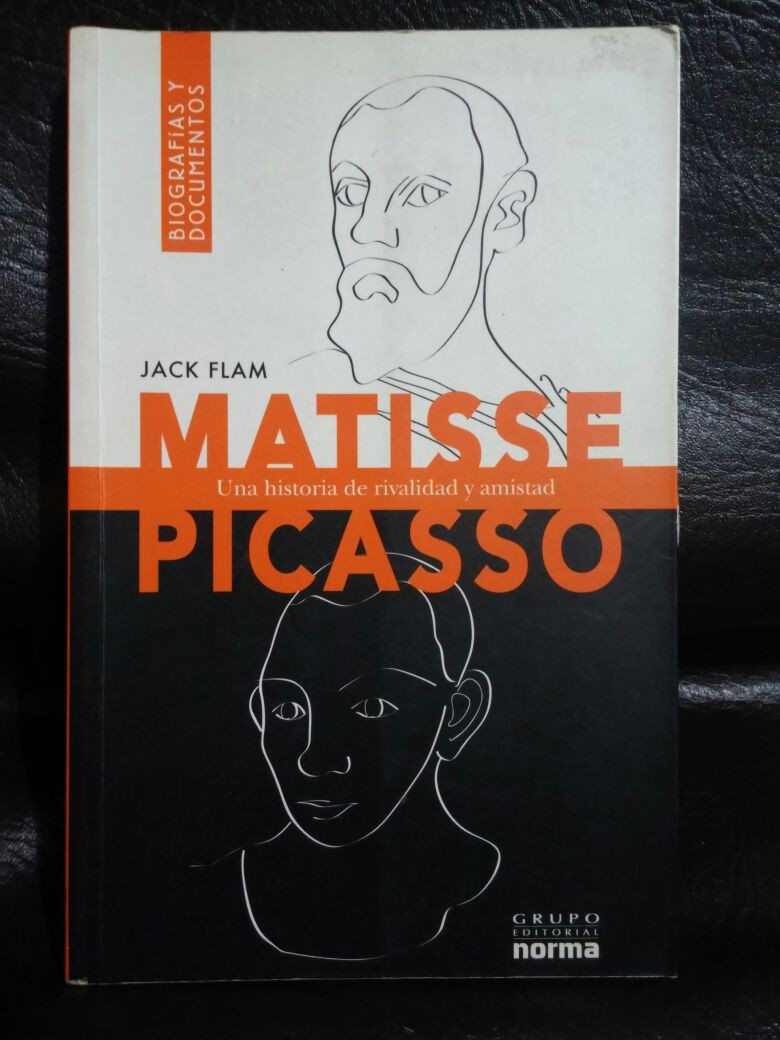 BIOGRAFÍAS Y
DOCUMENTOS
JACK FLAM
MATISSE
Una historia de rivalidad y amistad
PICASSO
GRUPO
EDITORIAL
norma